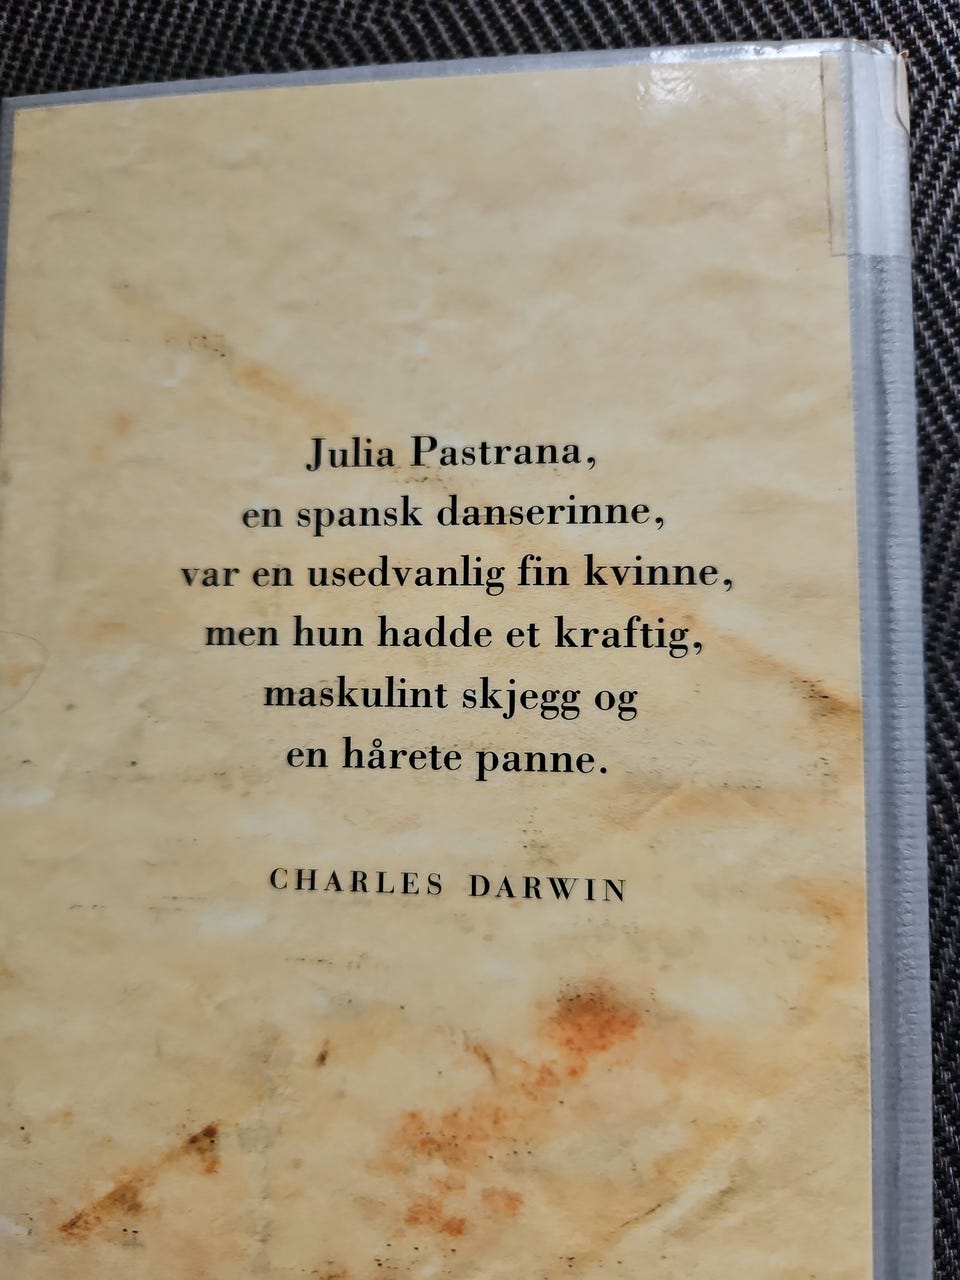 Julia Pastrana,
en spansk danserinne,
var en usedvanlig fin kvinne,
men hun hadde et kraftig,
maskulint skjegg og
en hårete panne.
CHARLES DARWIN